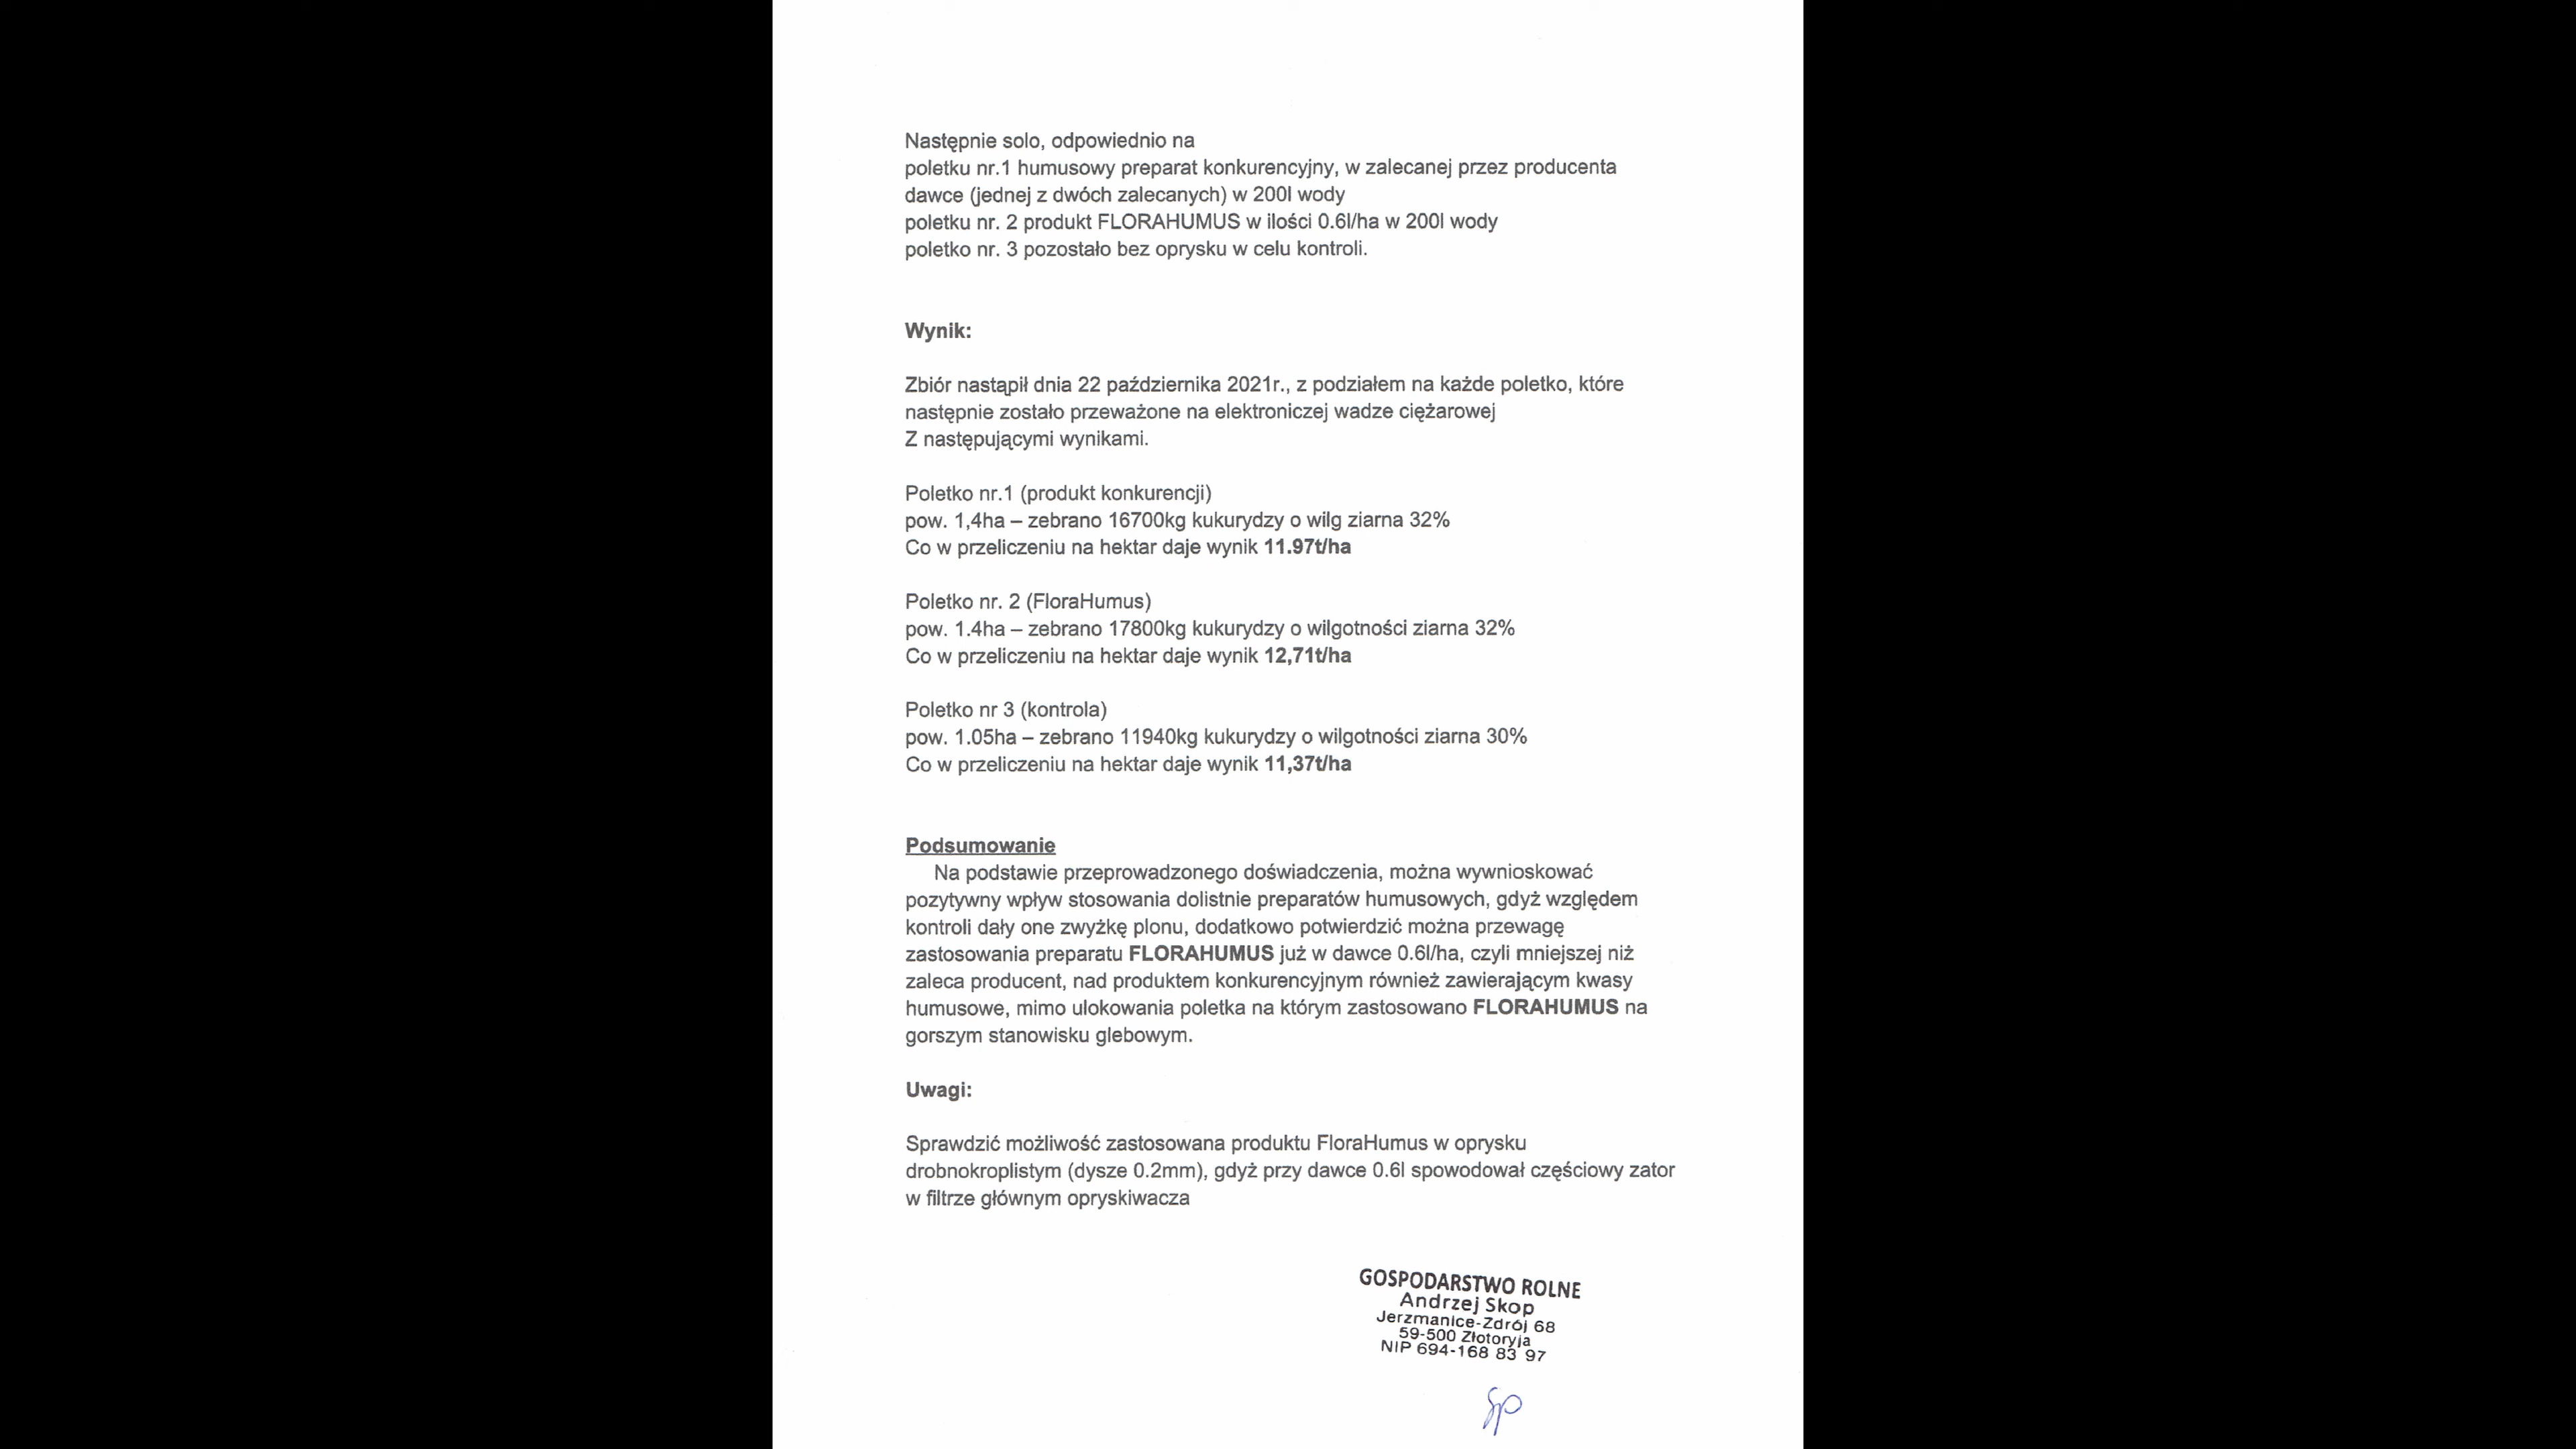 Następnie solo, odpowiednio na
poletku nr.1 humusowy preparat konkurencyjny, w zalecanej przez producenta
dawce (jednej z dwóch zalecanych) w 200l wody
poletku nr. 2 produkt FLORAHUMUS w ilości 0.6l/ha w 200l wody
poletko nr. 3 pozostało bez oprysku w celu kontroli.
Wynik:
Zbiór nastąpił dnia 22 października 2021r., z podziałem na każde poletko, które
następnie zostało przeważone na elektroniczej wadze ciężarowej
Z następującymi wynikami.
Poletko nr.1 (produkt konkurencji)
pow. 1,4ha – zebrano 16700kg kukurydzy o wilg ziarna 32%
Co w przeliczeniu na hektar daje wynik 11.97t/ha
Poletko nr. 2 (FloraHumus)
pow. 1.4ha – zebrano 17800kg kukurydzy o wilgotności ziarna 32%
Co w przeliczeniu na hektar daje wynik 12,71t/ha
Poletko nr 3 (kontrola)
pow. 1.05ha – zebrano 11940kg kukurydzy o wilgotności ziarna 30%
Co w przeliczeniu na hektar daje wynik 11,37t/ha
Podsumowanie
Na podstawie przeprowadzonego doświadczenia, można wywnioskować
pozytywny wpływ stosowania dolistnie preparatów humusowych, gdyż względem
kontroli dały one zwyżkę plonu, dodatkowo potwierdzić można przewagę
zastosowania preparatu FLORAHUMUS już w dawce 0.6l/ha, czyli mniejszej niż
zaleca producent, nad produktem konkurencyjnym również zawierającym kwasy
humusowe, mimo ulokowania poletka na którym zastosowano FLORAHUMUS na
gorszym stanowisku glebowym.
Uwagi:
Sprawdzić możliwość zastosowana produktu FloraHumus w oprysku
drobnokroplistym (dysze 0.2mm), gdyż przy dawce 0.6l spowodował częściowy zator
w filtrze głównym opryskiwacza
GOSPODARSTWO ROLNE
Andrzej Skop
Jerzmanice-Zdrój 68
59-500 Złotoryja
NIP 694-168 83 97